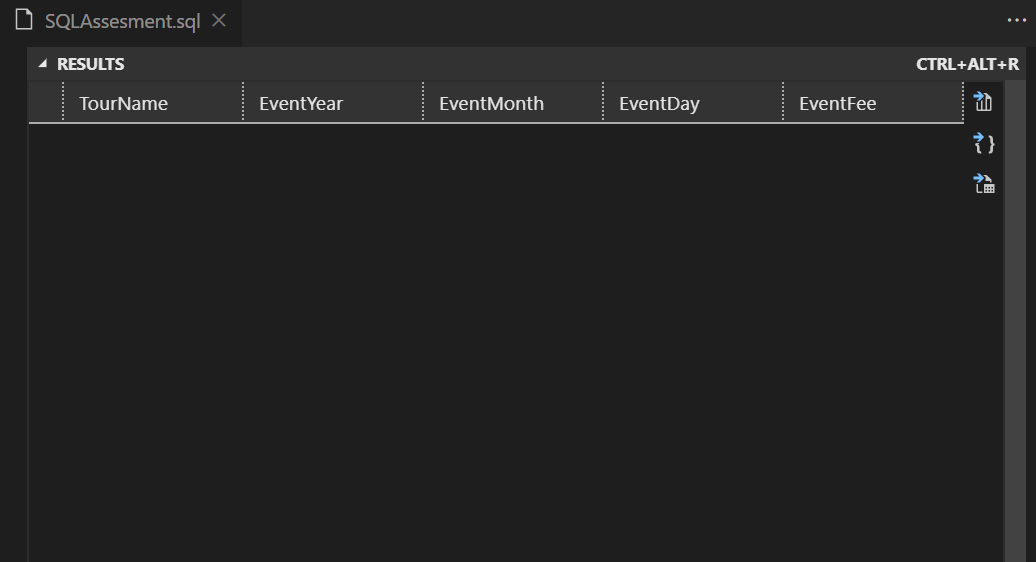 SQLAssesment.sql
RESULTS CTRL+ALT+R
TourName EventYear EventMonth EventDay EventFee